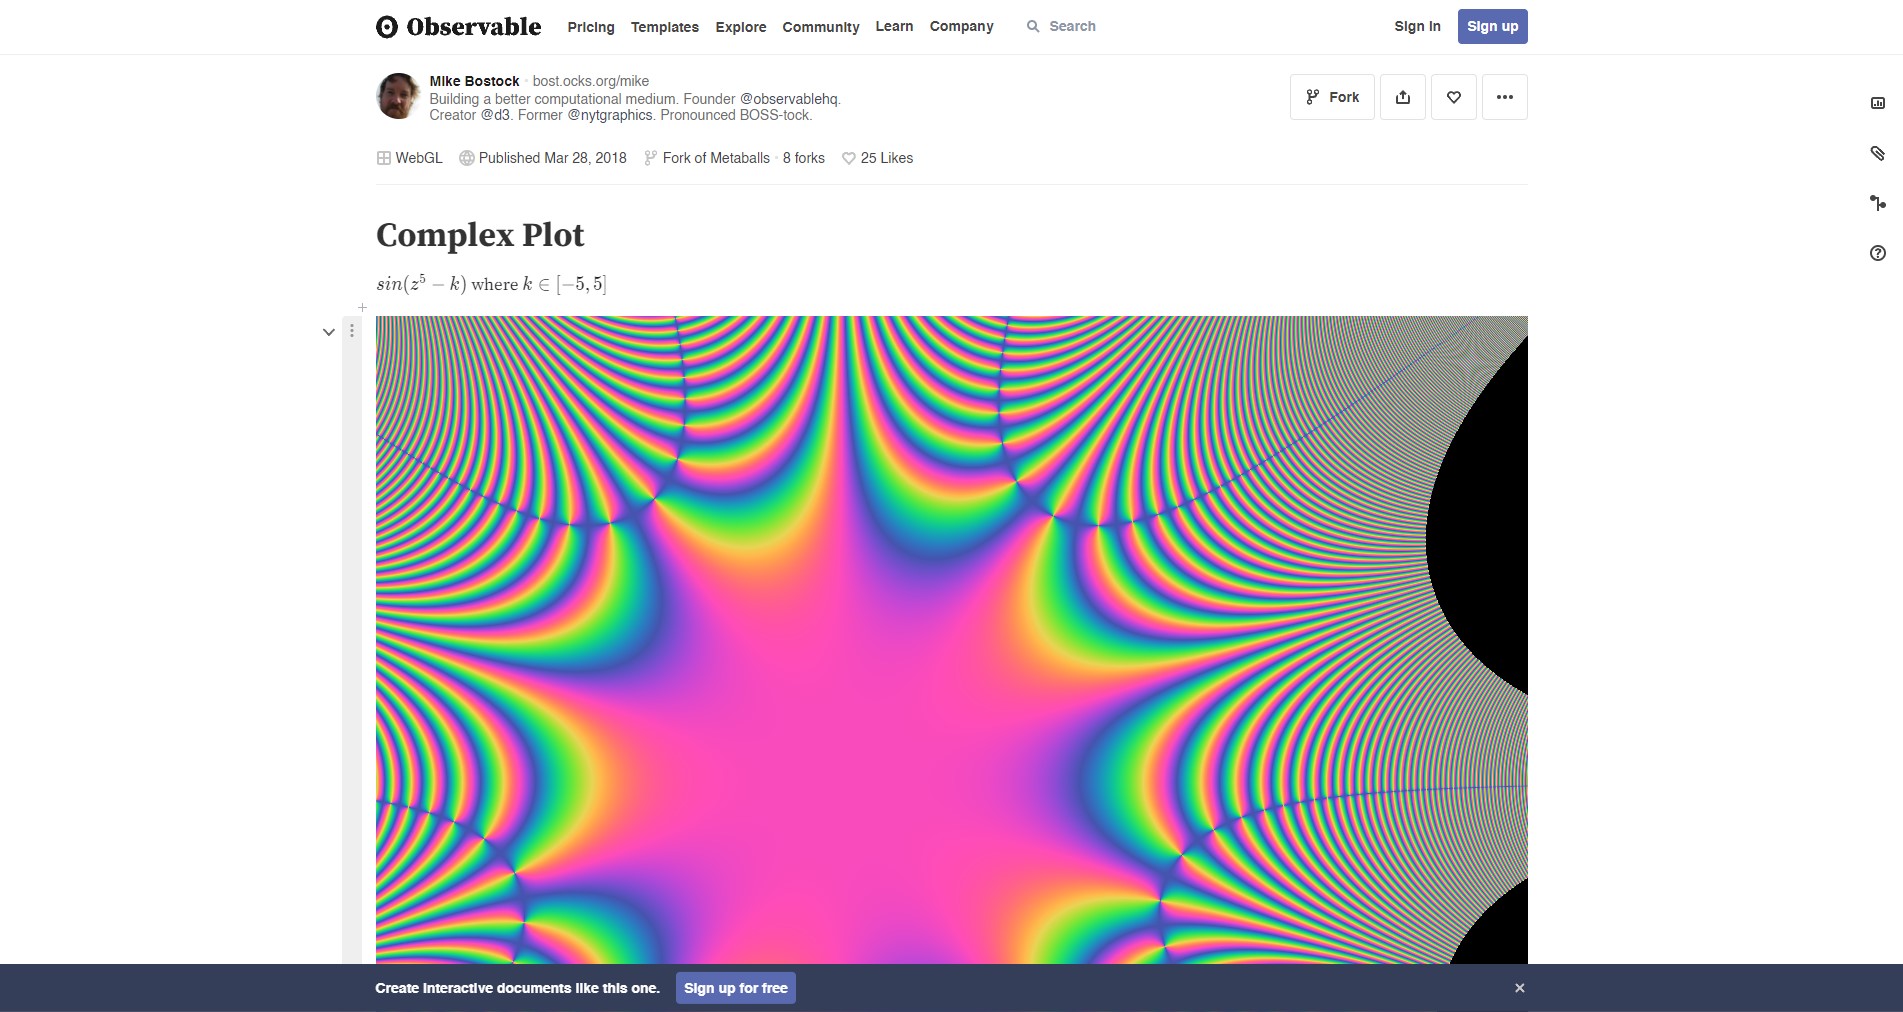 Observable Pricing Templates Explore Community Learn Company Search Sign in Sign up
Mike Bostock · bost.ocks.org/mike
Building a better computational medium. Founder @observablehq.
Creator @d3. Former @nytgraphics. Pronounced BOSS-tock.
Fork
WebGL Published Mar 28, 2018 Fork of Metaballs · 8 forks 25 Likes
Complex Plot
sin(z⁵ − k) where k ∈ [−5, 5]
Create interactive documents like this one. Sign up for free